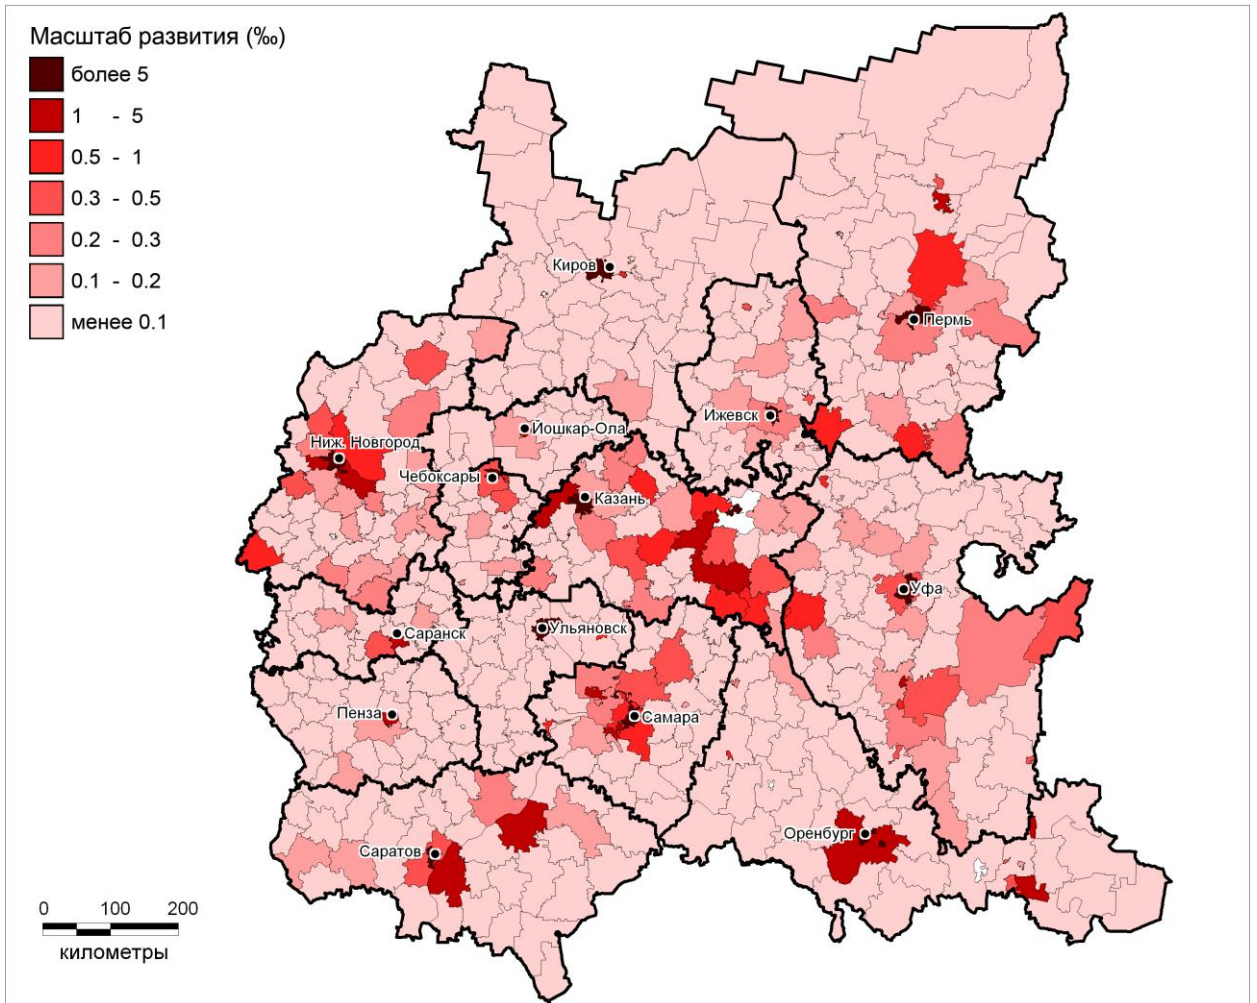 Масштаб развития (‰)
более 5
1 - 5
0.5 - 1
0.3 - 0.5
0.2 - 0.3
0.1 - 0.2
менее 0.1
Киров
Пермь
Ижевск
Йошкар-Ола
Ниж. Новгород
Чебоксары
Казань
Уфа
Ульяновск
Саранск
Пенза
Самара
Оренбург
Саратов
0 100 200
километры